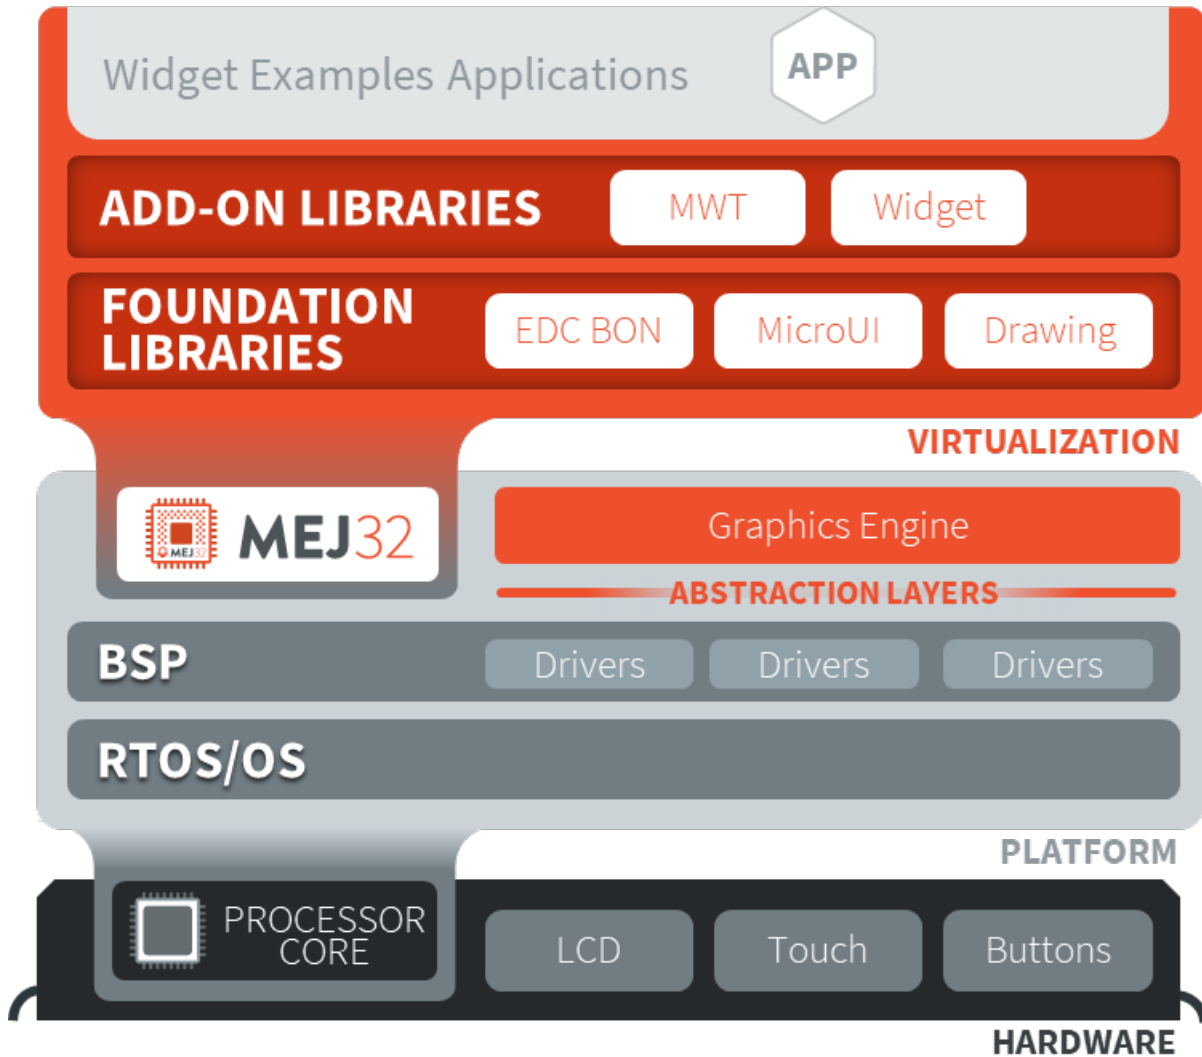 Widget Examples Applications
APP
ADD-ON LIBRARIES
MWT
Widget
FOUNDATION
LIBRARIES
EDC BON
MicroUI
Drawing
VIRTUALIZATION
MEJ32
MEJ32
Graphics Engine
ABSTRACTION LAYERS
BSP
Drivers
Drivers
Drivers
RTOS/OS
PLATFORM
PROCESSOR
CORE
LCD
Touch
Buttons
HARDWARE